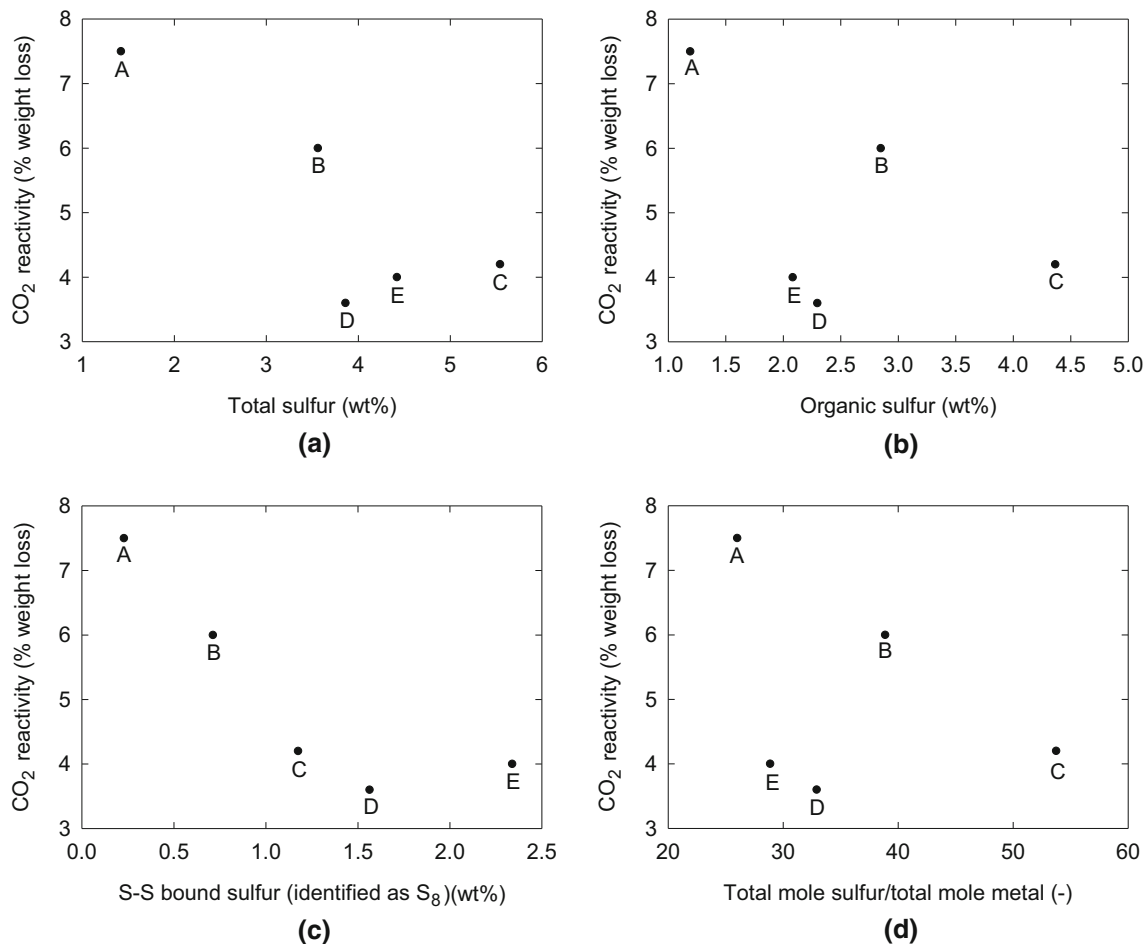 8
7
6
5
4
3
CO2 reactivity (% weight loss)
A
B
C
D
E
1 2 3 4 5 6
Total sulfur (wt%)
(a)
8
7
6
5
4
3
CO2 reactivity (% weight loss)
A
B
C
E
D
1.0 1.5 2.0 2.5 3.0 3.5 4.0 4.5 5.0
Organic sulfur (wt%)
(b)
8
7
6
5
4
3
CO2 reactivity (% weight loss)
A
B
C
D
E
0.0 0.5 1.0 1.5 2.0 2.5
S-S bound sulfur (identified as S8)(wt%)
(c)
8
7
6
5
4
3
CO2 reactivity (% weight loss)
A
B
C
E
D
20 30 40 50 60
Total mole sulfur/total mole metal (-)
(d)